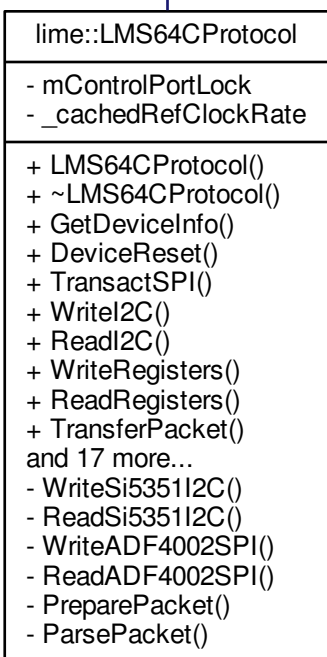 lime::LMS64CProtocol
- mControlPortLock
- _cachedRefClockRate
+ LMS64CProtocol()
+ ~LMS64CProtocol()
+ GetDeviceInfo()
+ DeviceReset()
+ TransactSPI()
+ WriteI2C()
+ ReadI2C()
+ WriteRegisters()
+ ReadRegisters()
+ TransferPacket()
and 17 more...
- WriteSi5351I2C()
- ReadSi5351I2C()
- WriteADF4002SPI()
- ReadADF4002SPI()
- PreparePacket()
- ParsePacket()